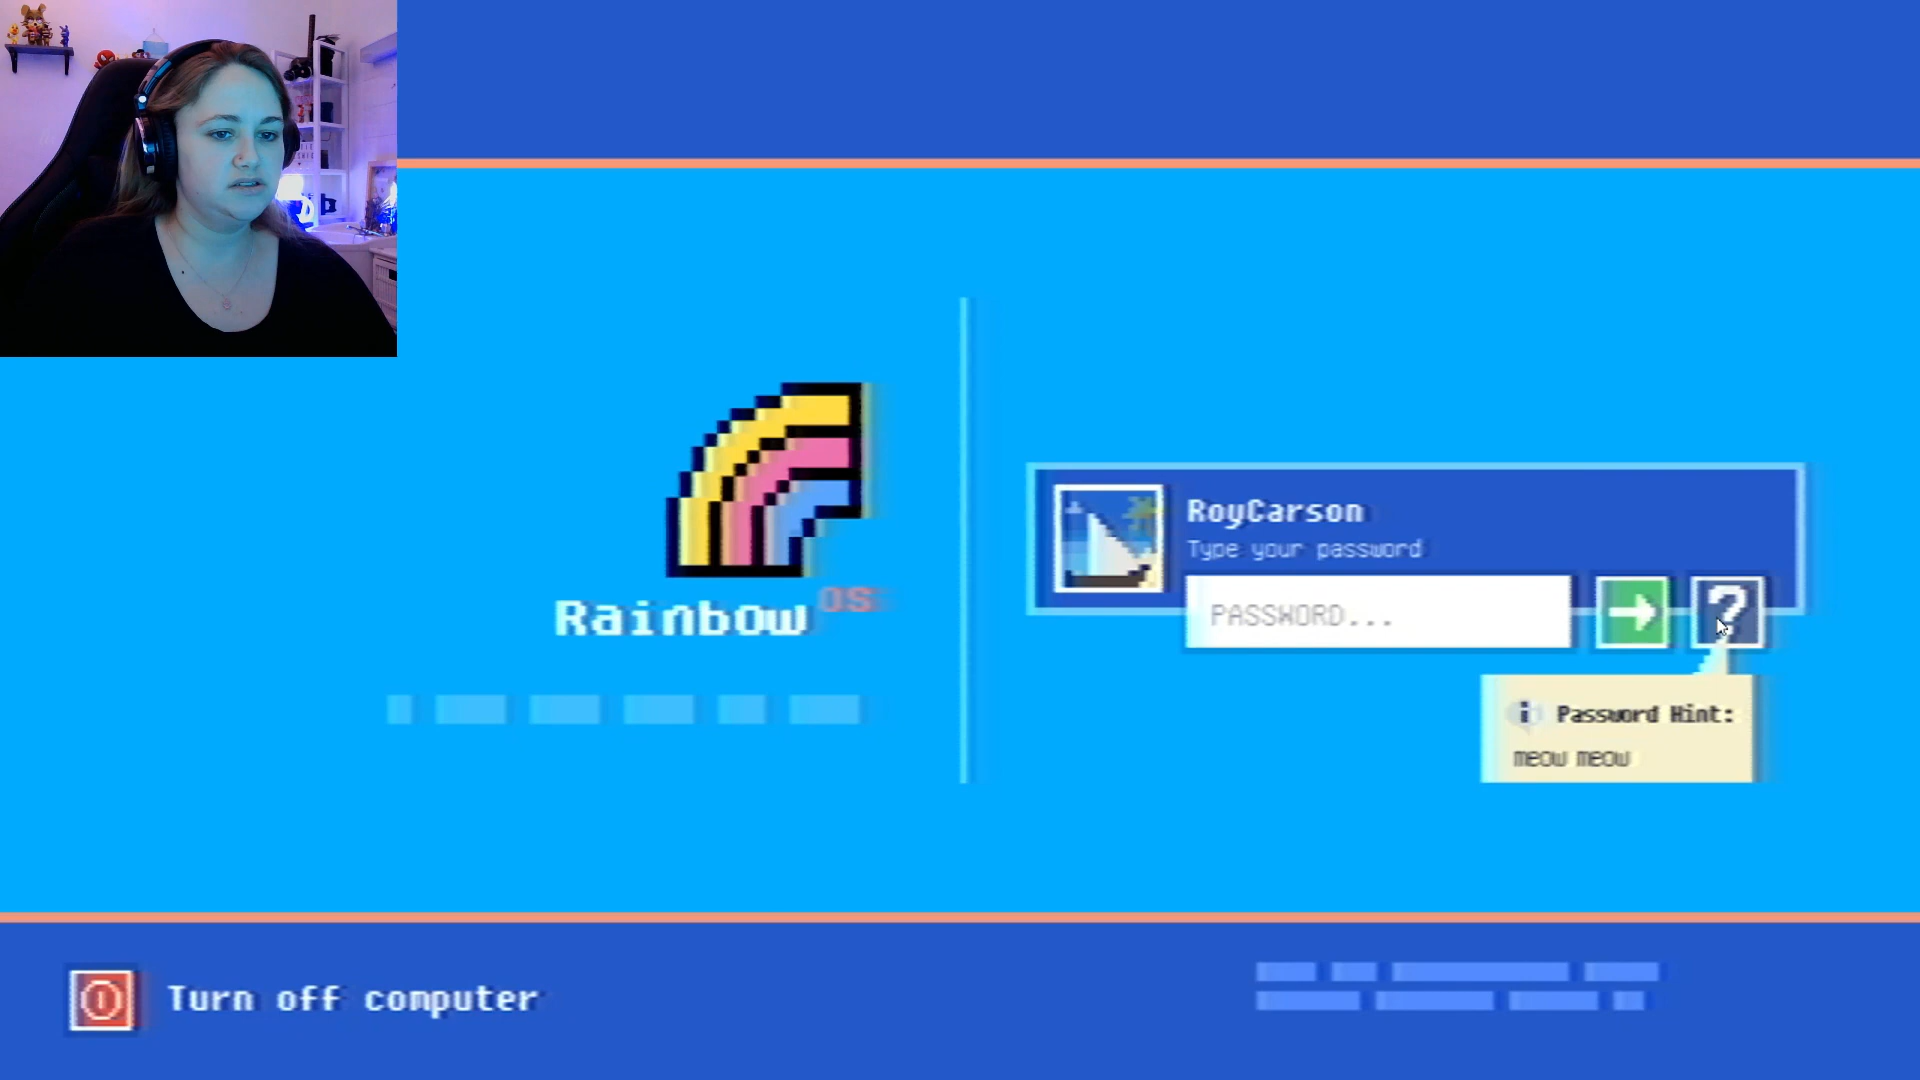 RainbOw OS
RoyCarson
Type your password
PASSWORD...
Password Hint:
meow meow
Turn off computer